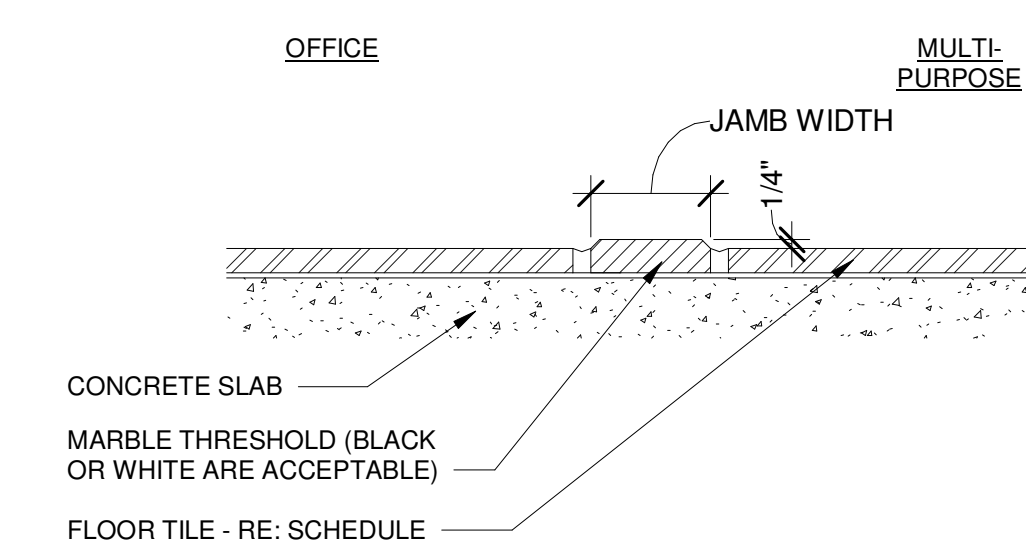 OFFICE
MULTI-
PURPOSE
JAMB WIDTH
1/4"
CONCRETE SLAB
MARBLE THRESHOLD (BLACK
OR WHITE ARE ACCEPTABLE)
FLOOR TILE - RE: SCHEDULE